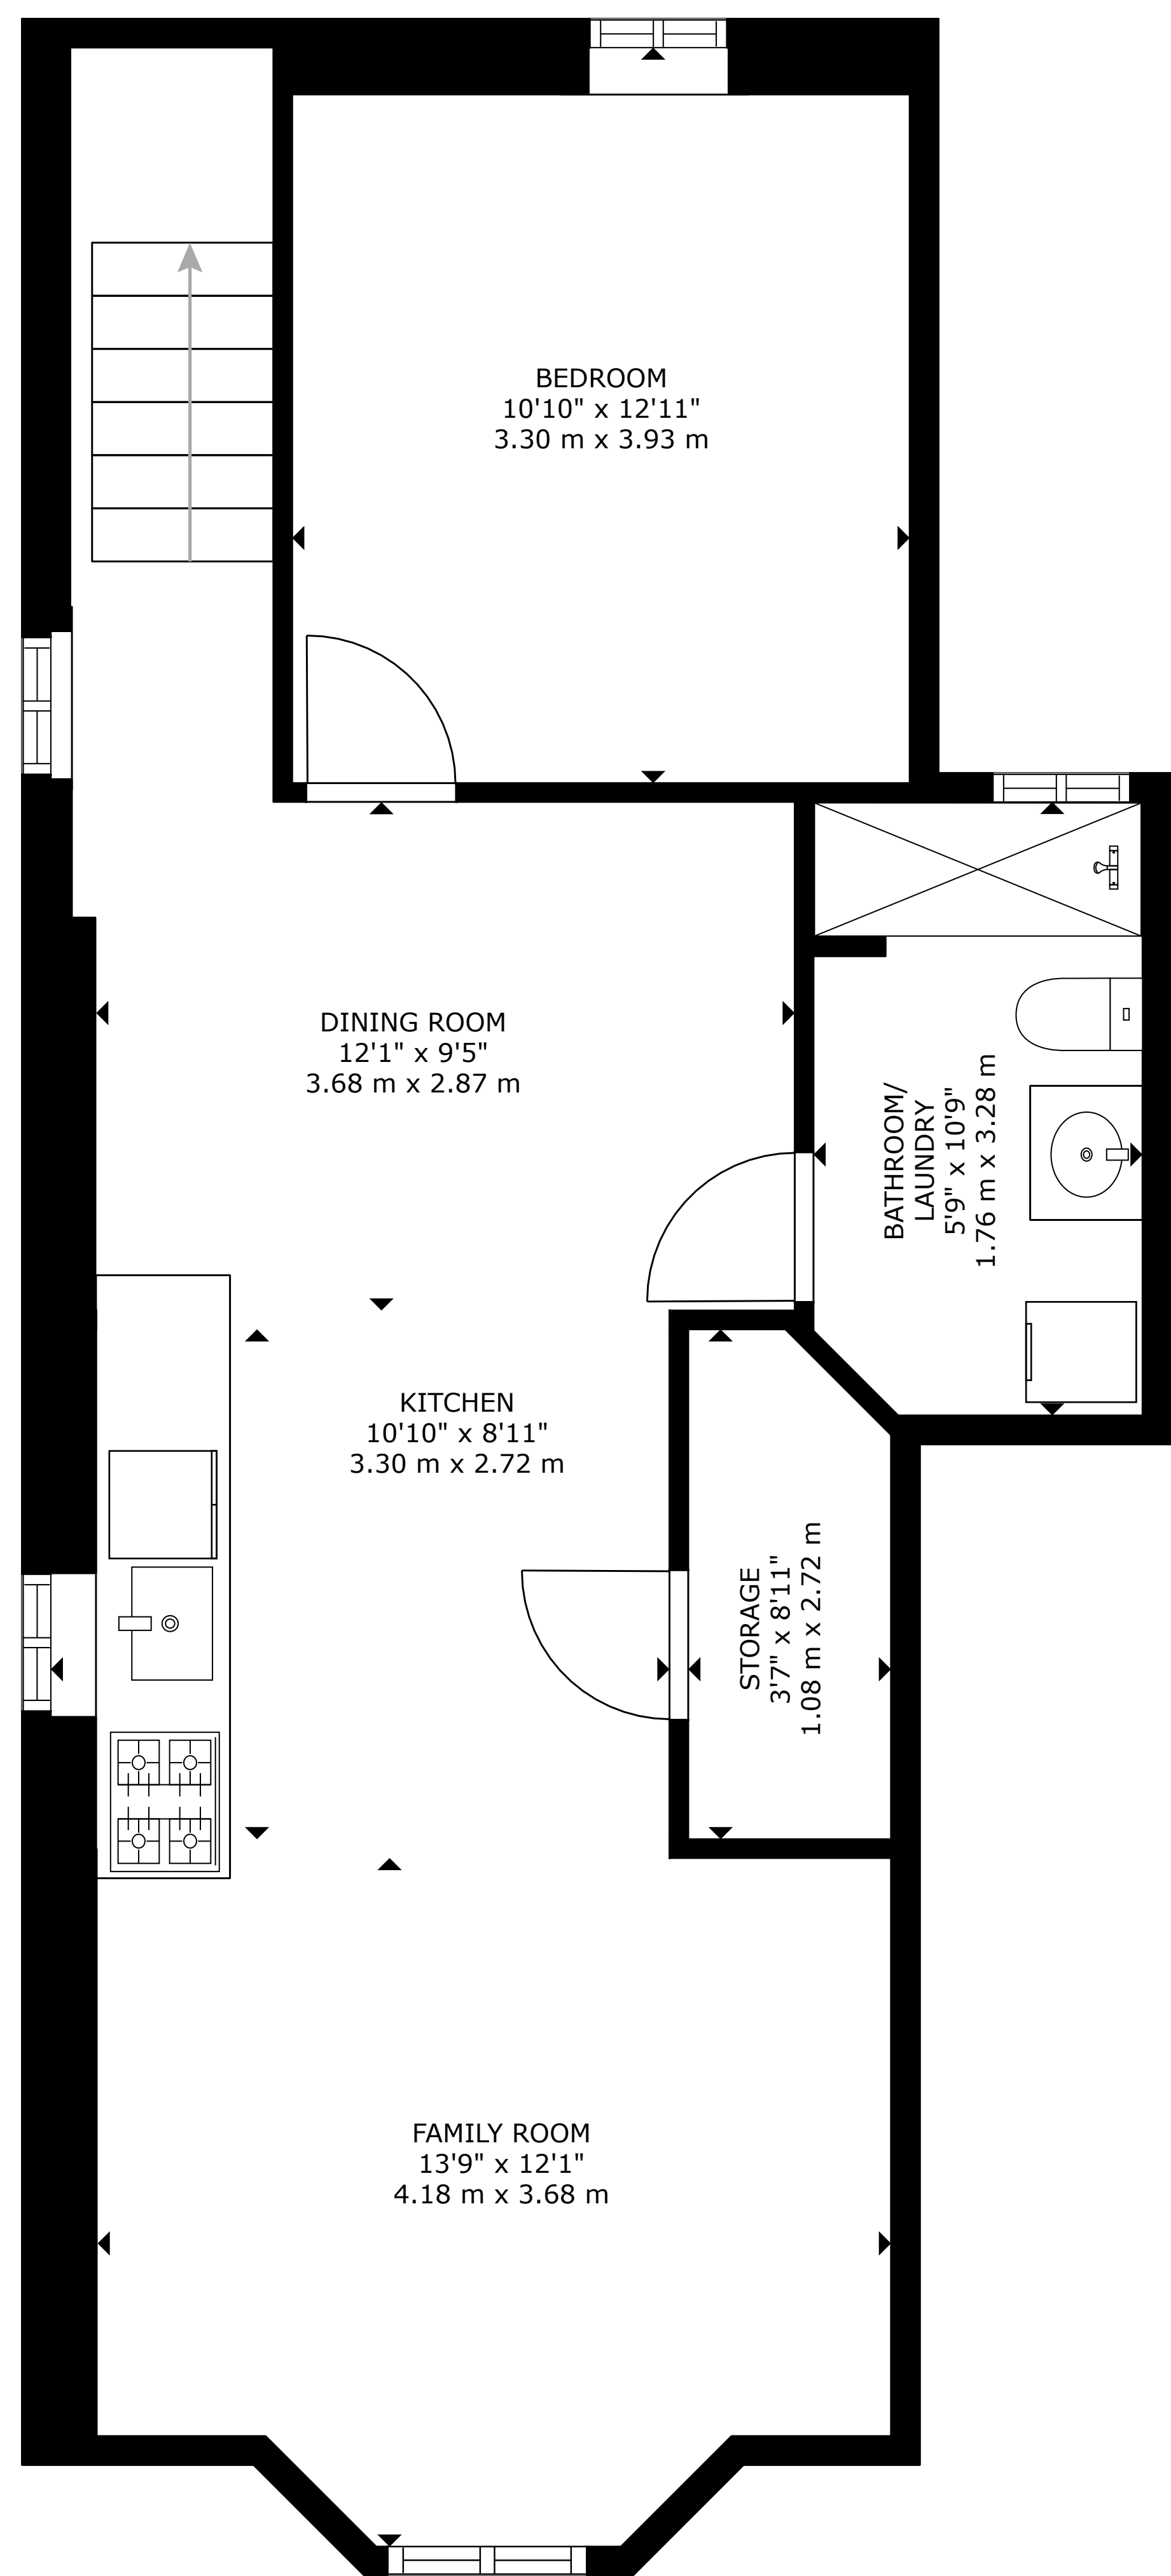 BEDROOM
10'10" x 12'11"
3.30 m x 3.93 m
DINING ROOM
12'1" x 9'5"
3.68 m x 2.87 m
BATHROOM/
LAUNDRY
5'9" x 10'9"
1.76 m x 3.28 m
KITCHEN
10'10" x 8'11"
3.30 m x 2.72 m
STORAGE
3'7" x 8'11"
1.08 m x 2.72 m
FAMILY ROOM
13'9" x 12'1"
4.18 m x 3.68 m